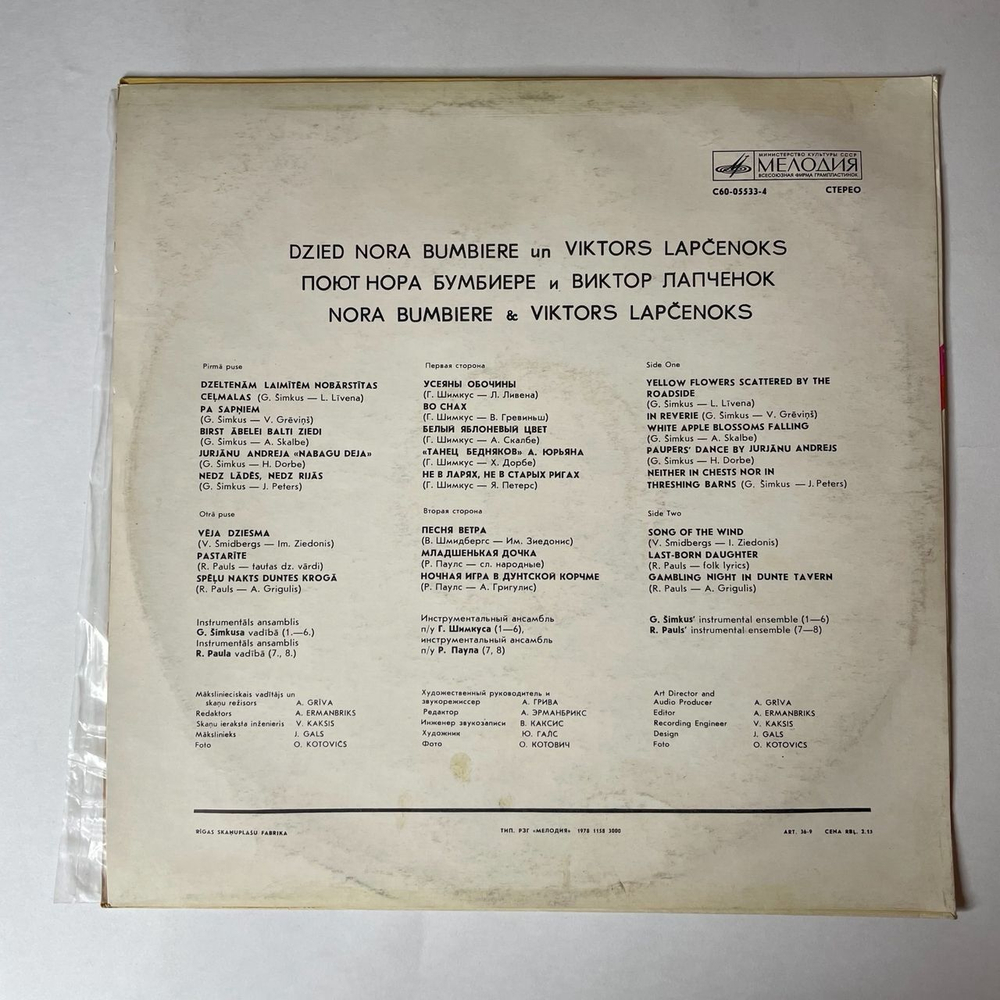 МИНИСТЕРСТВО КУЛЬТУРЫ СССР
МЕЛОДИЯ
ВСЕСОЮЗНАЯ ФИРМА ГРАМПЛАСТИНОК
С60-05533-4 СТЕРЕО
DZIED NORA BUMBIERE un VIKTORS LAPČENOKS
ПОЮТ НОРА БУМБИЕРЕ и ВИКТОР ЛАПЧЕНОК
NORA BUMBIERE & VIKTORS LAPČENOKS
Pirmā puse
DZELTENĀM LAIMĪTĒM NOBĀRSTĪTAS
CEĻMALAS (G. Šimkus — L. Līvena)
PA SAPŅIEM
(G. Šimkus — V. Grēviņš)
BIRST ĀBELEI BALTI ZIEDI
(G. Šimkus — A. Skalbe)
JURJĀNU ANDREJA «NABAGU DEJA»
(G. Šimkus — H. Dorbe)
NEDZ LĀDĒS, NEDZ RIJĀS
(G. Šimkus — J. Peters)
Otrā puse
VĒJA DZIESMA
(V. Šmidbergs — Im. Ziedonis)
PASTARĪTE
(R. Pauls — tautas dz. vārdi)
SPĒĻU NAKTS DUNTES KROGĀ
(R. Pauls — A. Grigulis)
Instrumentāls ansamblis
G. Šimkusa vadībā (1.—6.)
Instrumentāls ansamblis
R. Paula vadībā (7., 8.)
Mākslinieciskais vadītājs un
skaņu režisors A. GRĪVA
Redaktors A. ERMANBRIKS
Skaņu ieraksta inženieris V. KAKSIS
Mākslinieks J. GALS
Foto O. KOTOVIČS
Первая сторона
УСЕЯНЫ ОБОЧИНЫ
(Г. Шимкус — Л. Ливена)
ВО СНАХ
(Г. Шимкус — В. Гревиньш)
БЕЛЫЙ ЯБЛОНЕВЫЙ ЦВЕТ
(Г. Шимкус — А. Скалбе)
«ТАНЕЦ БЕДНЯКОВ» А. ЮРЬЯНА
(Г. Шимкус — Х. Дорбе)
НЕ В ЛАРЯХ, НЕ В СТАРЫХ РИГАХ
(Г. Шимкус — Я. Петерс)
Вторая сторона
ПЕСНЯ ВЕТРА
(В. Шмидбергс — Им. Зиедонис)
МЛАДШЕНЬКАЯ ДОЧКА
(Р. Паулс — сл. народные)
НОЧНАЯ ИГРА В ДУНТСКОЙ КОРЧМЕ
(Р. Паулс — А. Григулис)
Инструментальный ансамбль
п/у Г. Шимкуса (1—6),
инструментальный ансамбль
п/у Р. Паула (7, 8)
Художественный руководитель и
звукорежиссер А. ГРИВА
Редактор А. ЭРМАНБРИКС
Инженер звукозаписи В. КАКСИС
Художник Ю. ГАЛС
Фото О. КОТОВИЧ
Side One
YELLOW FLOWERS SCATTERED BY THE
ROADSIDE
(G. Šimkus — L. Līvena)
IN REVERIE (G. Šimkus — V. Grēviņš)
WHITE APPLE BLOSSOMS FALLING
(G. Šimkus — A. Skalbe)
PAUPERS' DANCE BY JURJĀNU ANDREJS
(G. Šimkus — H. Dorbe)
NEITHER IN CHESTS NOR IN
THRESHING BARNS (G. Šimkus — J. Peters)
Side Two
SONG OF THE WIND
(V. Šmidbergs — I. Ziedonis)
LAST-BORN DAUGHTER
(R. Pauls — folk lyrics)
GAMBLING NIGHT IN DUNTE TAVERN
(R. Pauls — A. Grigulis)
G. Šimkus' instrumental ensemble (1—6)
R. Pauls' instrumental ensemble (7—8)
Art Director and
Audio Producer A. GRĪVA
Editor A. ERMANBRIKS
Recording Engineer V. KAKSIS
Design J. GALS
Foto O. KOTOVIČS
RĪGAS SKAŅUPLAŠU FABRIKA
ТИП. РЗГ «МЕЛОДИЯ» 1978 1158 3000
ART. 36-9 CENA RBĻ. 2.15